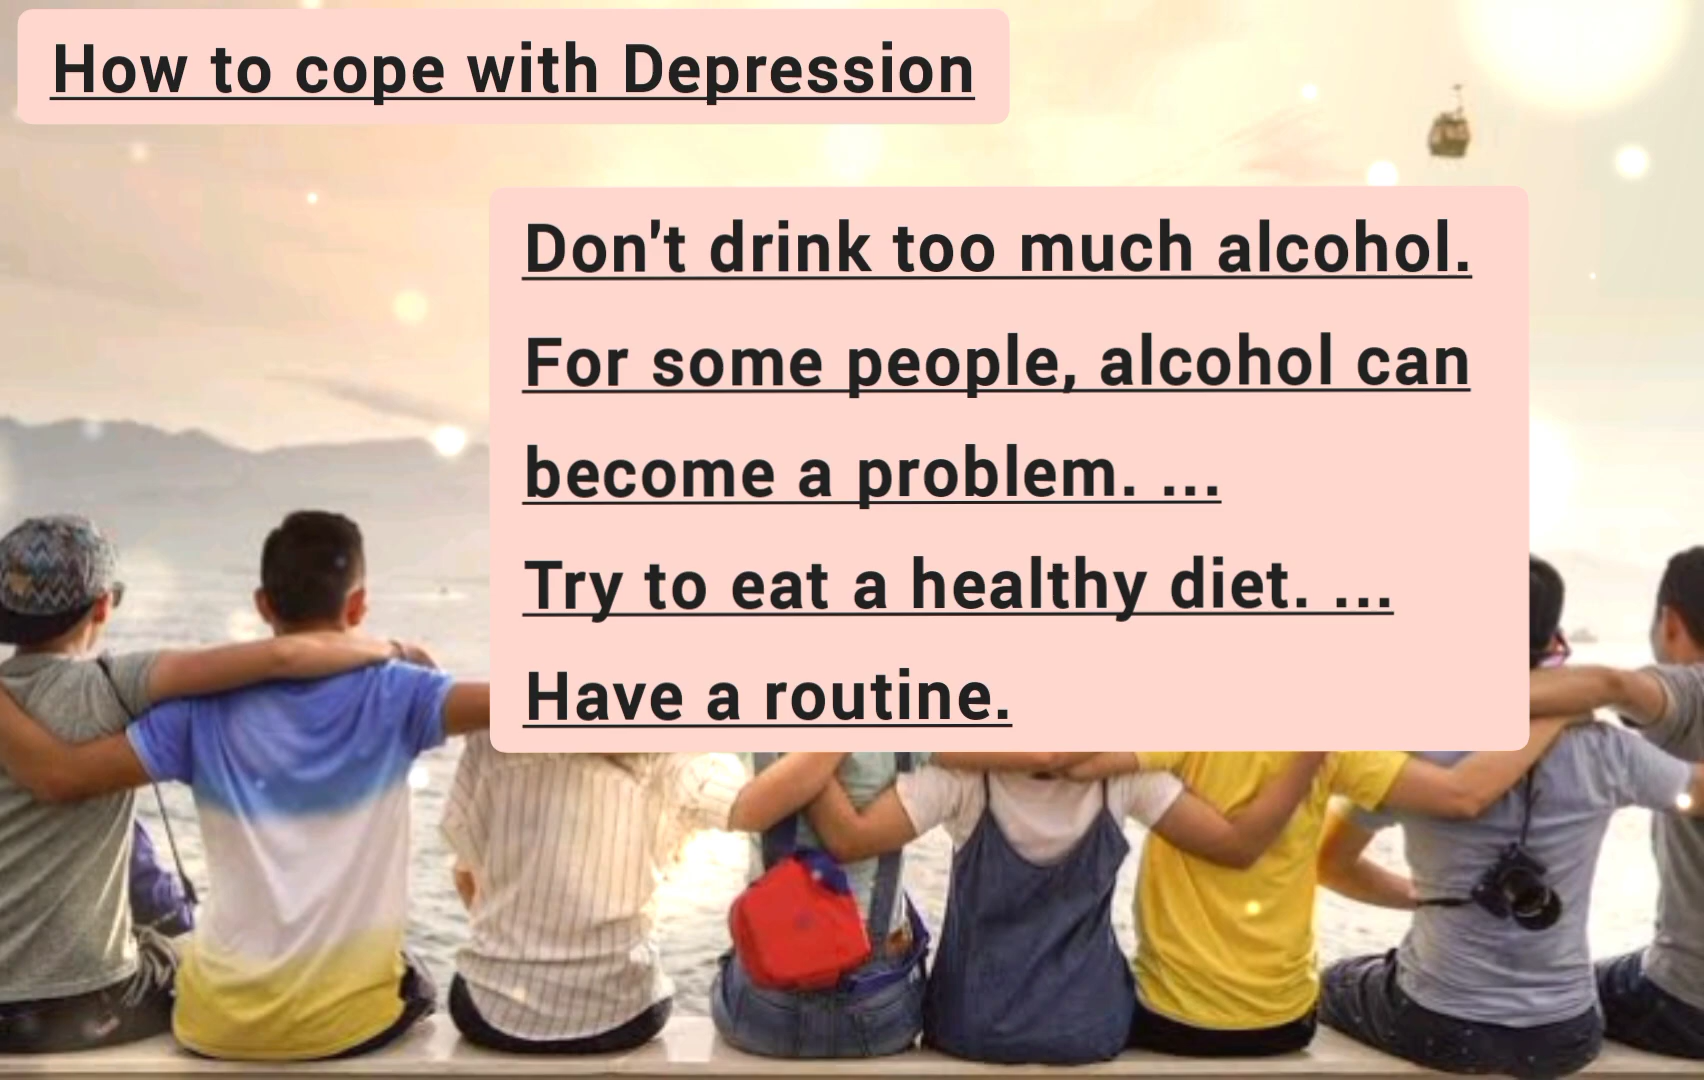 How to cope with Depression
Don't drink too much alcohol.
For some people, alcohol can
become a problem. ...
Try to eat a healthy diet. ...
Have a routine.